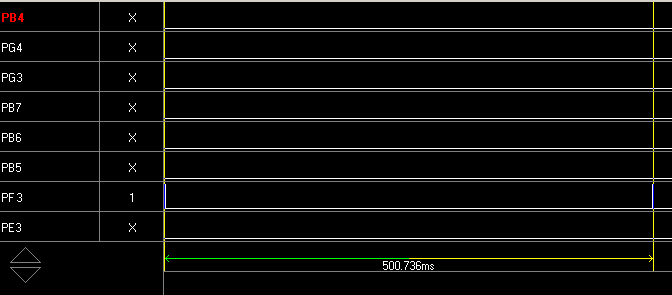 PB4 X
PG4 X
PG3 X
PB7 X
PB6 X
PB5 X
PF3 1
PE3 X
500.736ms